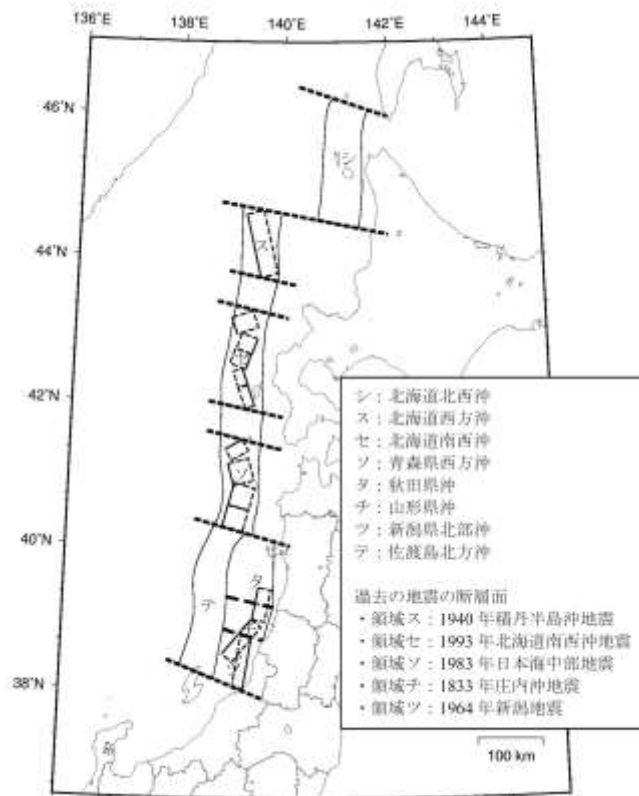 136˚E
138˚E
140˚E
142˚E
144˚E
46˚N
44˚N
42˚N
40˚N
38˚N
シ
ス
セ
ソ
タ
テ
シ：北海道北西沖
ス：北海道西方沖
セ：北海道南西沖
ソ：青森県西方沖
タ：秋田県沖
チ：山形県沖
ツ：新潟県北部沖
テ：佐渡島北方沖
過去の地震の断層面
・領域ス：1940 年積丹半島沖地震
・領域セ：1993 年北海道南西沖地震
・領域ソ：1983 年日本海中部地震
・領域チ：1833 年庄内沖地震
・領域ツ：1964 年新潟地震
100 km